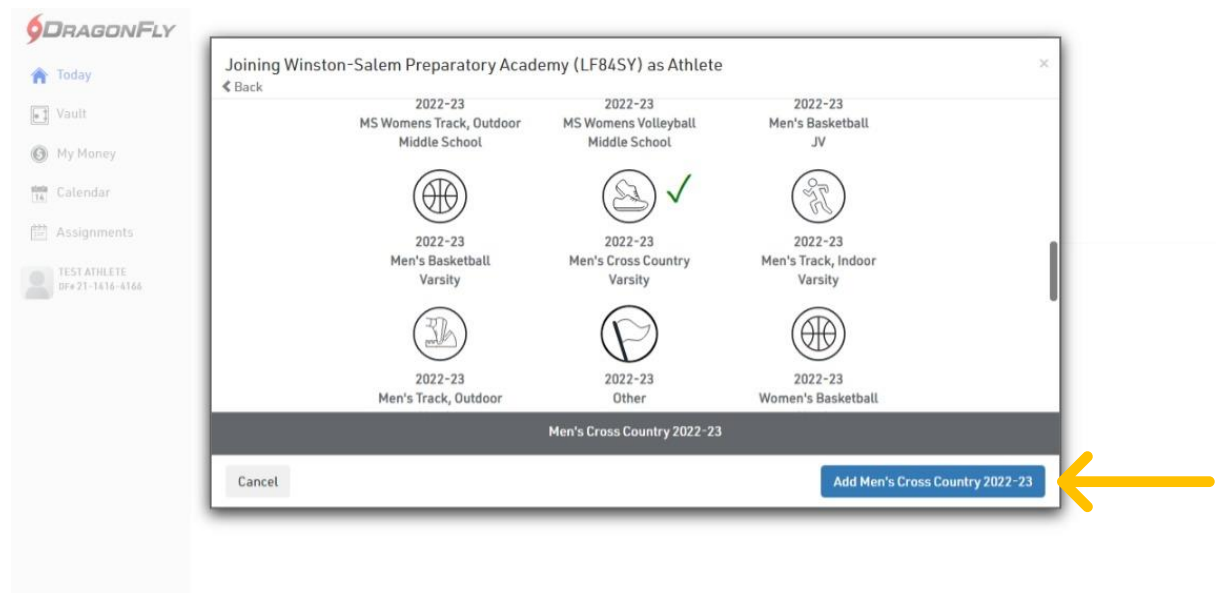 DRAGONFLY
Today
Vault
My Money
14
Calendar
Assignments
TEST ATHLETE
DF# 21-1616-4166
Joining Winston-Salem Preparatory Academy (LF84SY) as Athlete
×
Back
2022-23
MS Womens Track, Outdoor
Middle School
2022-23
MS Womens Volleyball
Middle School
2022-23
Men's Basketball
JV
2022-23
Men's Basketball
Varsity
2022-23
Men's Cross Country
Varsity
2022-23
Men's Track, Indoor
Varsity
2022-23
Men's Track, Outdoor
2022-23
Other
2022-23
Women's Basketball
Men's Cross Country 2022-23
Cancel
Add Men's Cross Country 2022-23